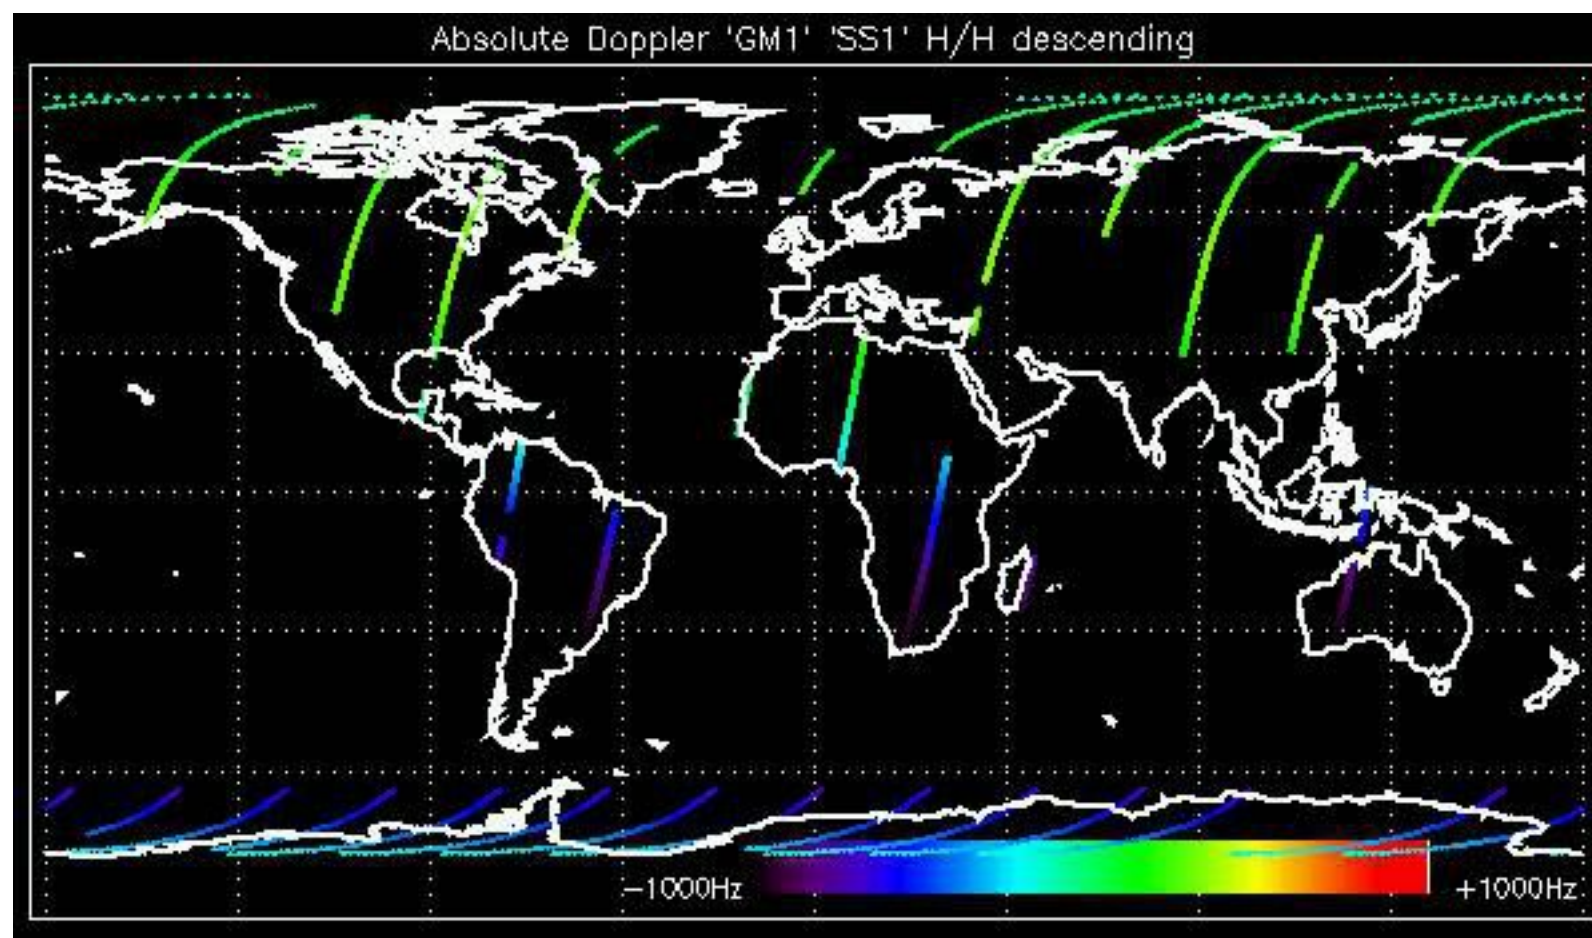 Absolute Doppler 'GM1' 'SS1' H/H descending
-1000Hz
+1000Hz